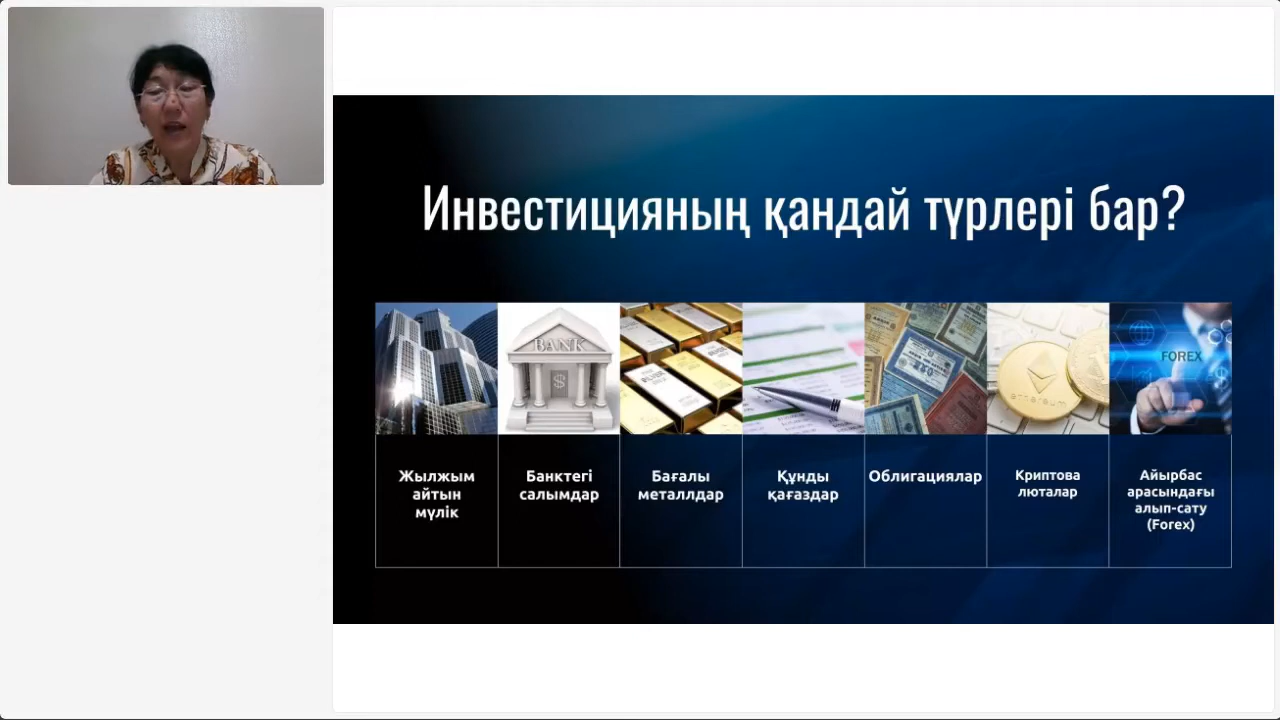 Инвестицияның қандай түрлері бар?
BANK
$
FOREX
ethereum
Жылжым
айтын
мүлік
Банктегі
салымдар
Бағалы
металлдар
Құнды
қағаздар
Облигациялар
Криптова
люталар
Айырбас
арасындағы
алып-сату
(Forex)